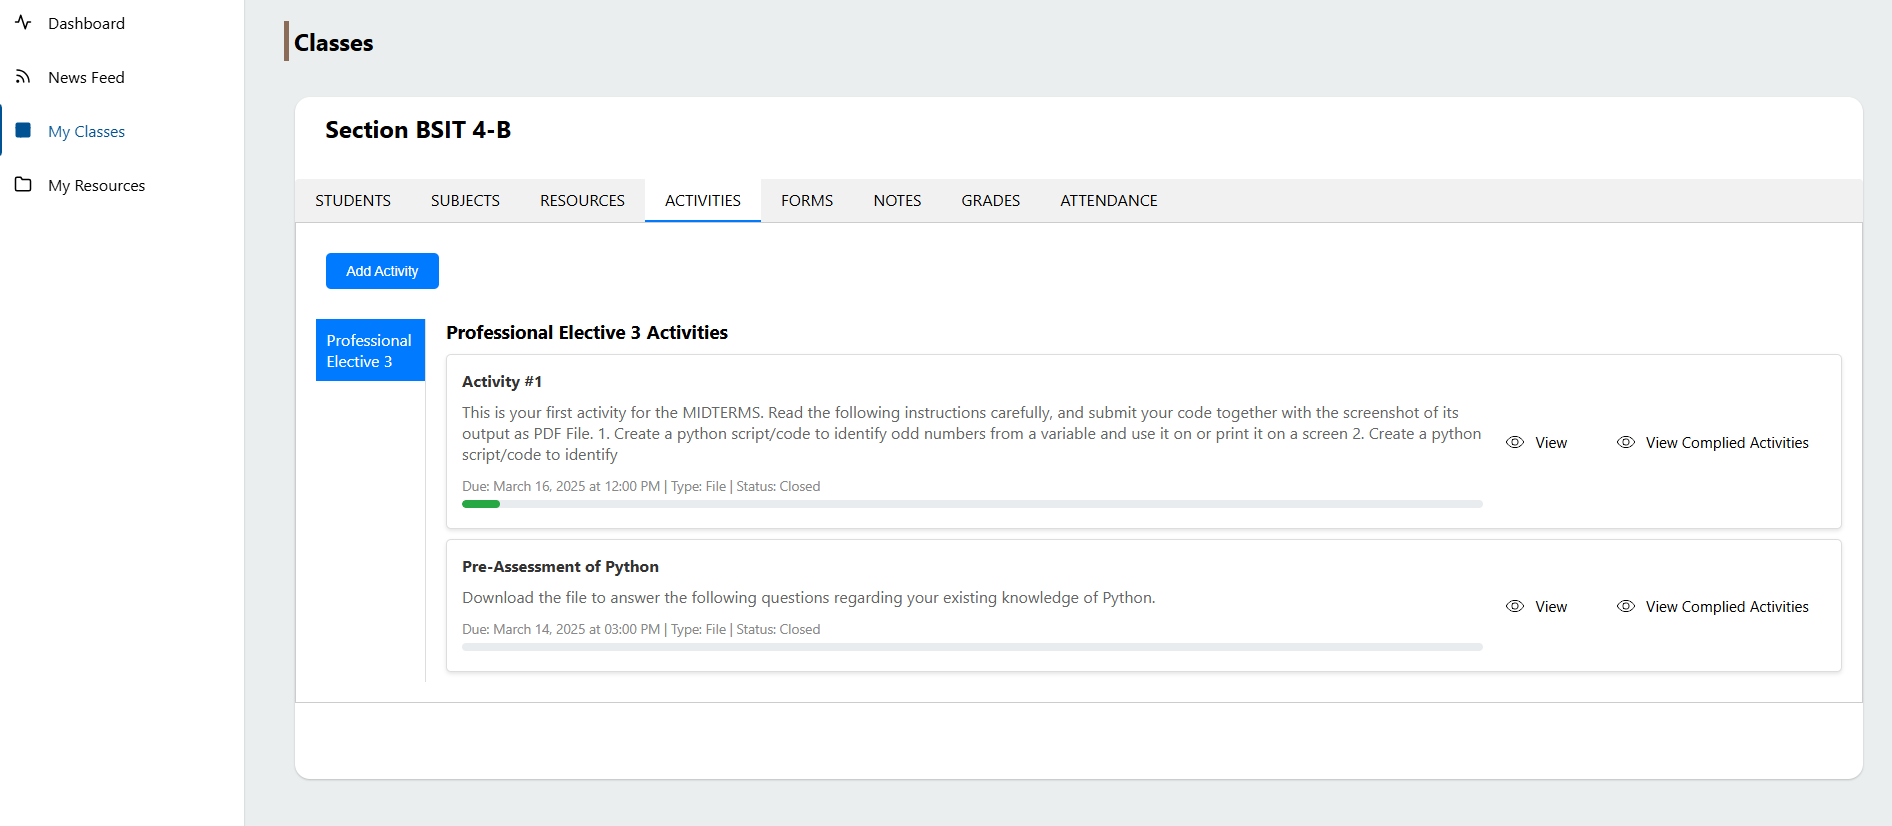 Dashboard
News Feed
My Classes
My Resources
Classes
Section BSIT 4-B
STUDENTS SUBJECTS RESOURCES ACTIVITIES FORMS NOTES GRADES ATTENDANCE
Add Activity
Professional
Elective 3
Professional Elective 3 Activities
Activity #1
This is your first activity for the MIDTERMS. Read the following instructions carefully, and submit your code together with the screenshot of its
output as PDF File. 1. Create a python script/code to identify odd numbers from a variable and use it on or print it on a screen 2. Create a python
script/code to identify
Due: March 16, 2025 at 12:00 PM | Type: File | Status: Closed
View View Complied Activities
Pre-Assessment of Python
Download the file to answer the following questions regarding your existing knowledge of Python.
Due: March 14, 2025 at 03:00 PM | Type: File | Status: Closed
View View Complied Activities